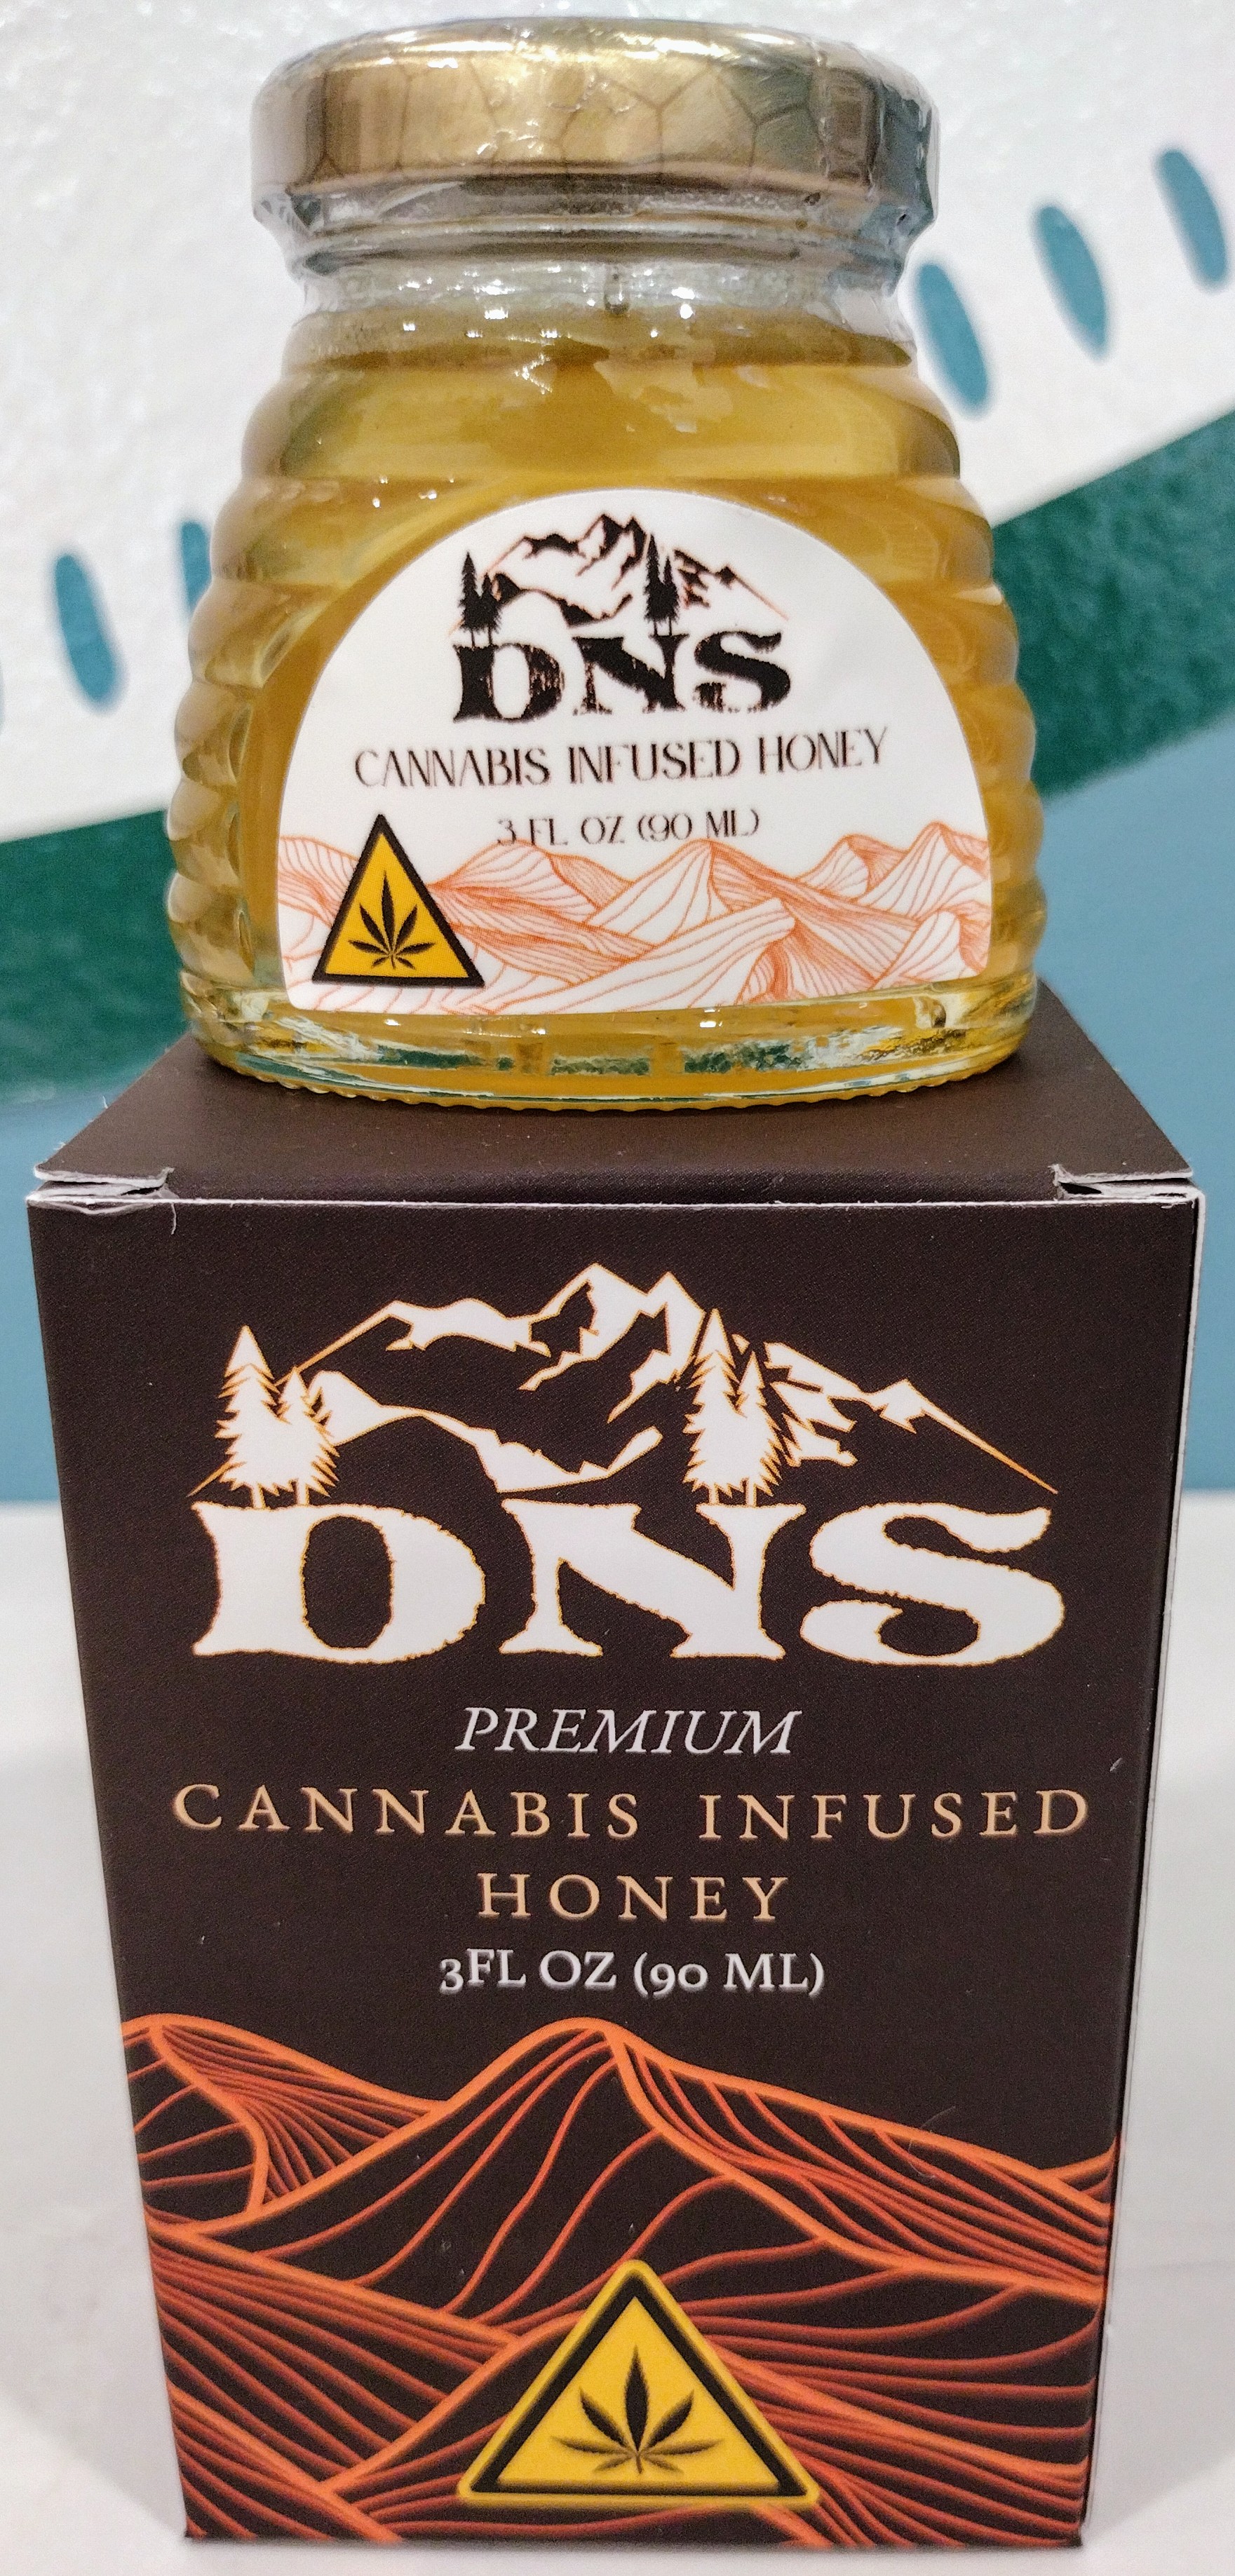 DNS
CANNABIS INFUSED HONEY
3 FL OZ (90 ML)
DNS
PREMIUM
CANNABIS INFUSED
HONEY
3FL OZ (90 ML)